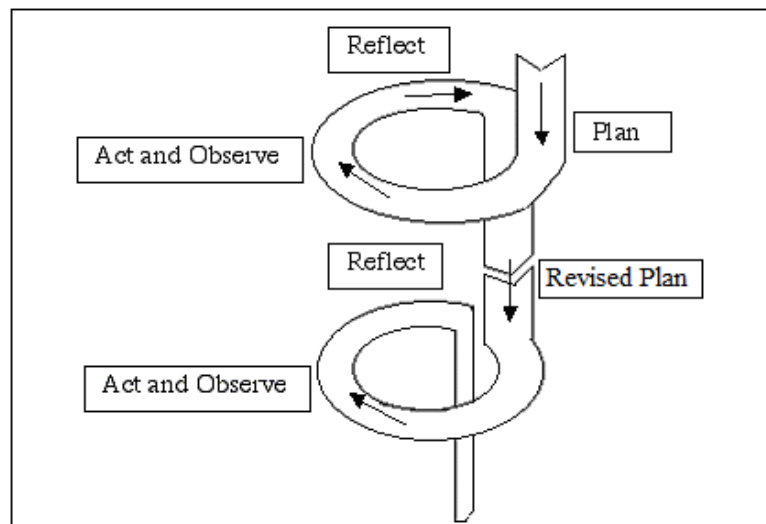 Reflect
Plan
Act and Observe
Reflect
Revised Plan
Act and Observe